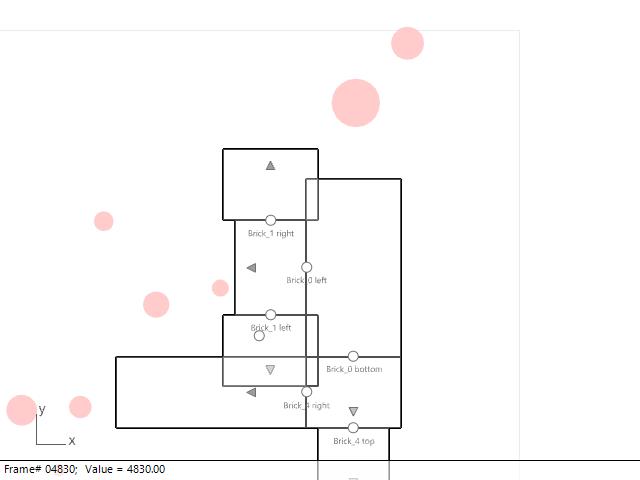 Brick_1 right
Brick_0 left
Brick_1 left
Brick_0 bottom
Brick_4 right
y
x
Brick_4 top
Frame# 04830; Value = 4830.00